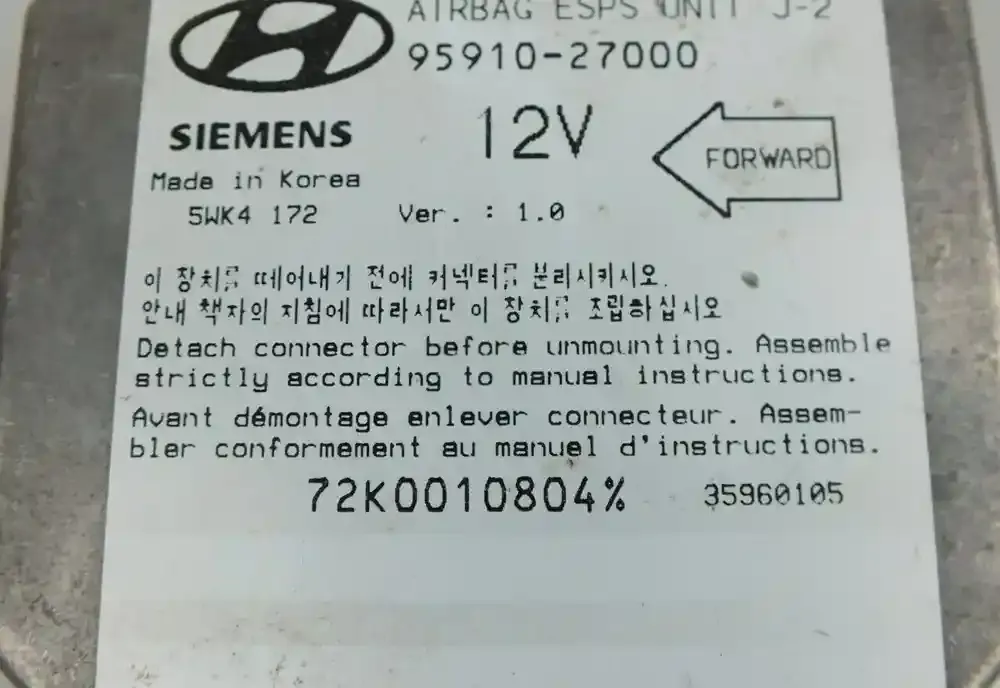 AIRBAG ESPS UNIT J-2
95910-27000
SIEMENS
12V
FORWARD
Made in Korea
5WK4 172 Ver. : 1.0
이 장치를 떼어내기 전에 커넥터를 분리시키시오.
안내 책자의 지침에 따라서만 이 장치를 조립하십시오
Detach connector before unmounting. Assemble
strictly according to manual instructions.
Avant démontage enlever connecteur. Assem-
bler conformement au manuel d'instructions.
72K0010804% 35960105